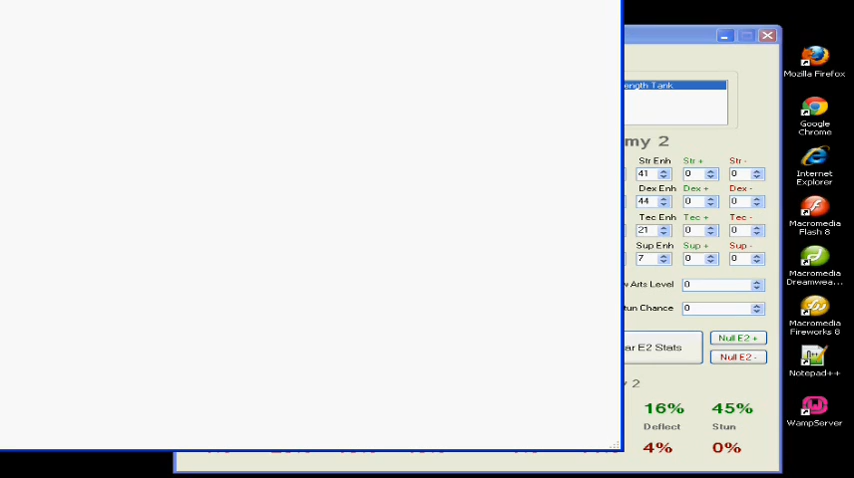 Mozilla Firefox
Google
Chrome
Internet
Explorer
Macromedia
Flash 8
Macromedia
Dreamwea...
Macromedia
Fireworks 8
Notepad++
WampServer
ength Tank
my 2
Str Enh Str + Str -
41 0 0
Dex Enh Dex + Dex -
44 0 0
Tec Enh Tec + Tec -
21 0 0
Sup Enh Sup + Sup -
7 0 0
Arts Level 0
tun Chance 0
ar E2 Stats Null E2 +
Null E2 -
2
16% 45%
Deflect Stun
4% 0%